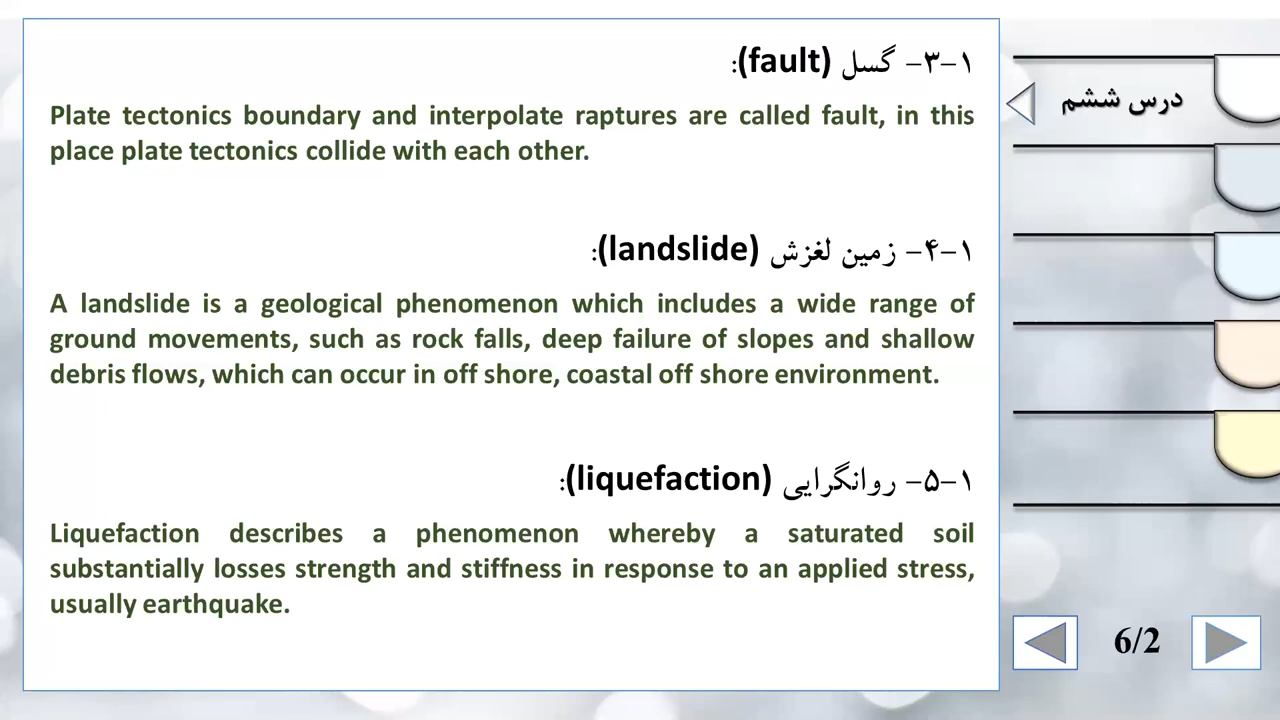 ۱-۳- گسل (fault):
Plate tectonics boundary and interpolate raptures are called fault, in this
place plate tectonics collide with each other.
۱-۴- زمین لغزش (landslide):
A landslide is a geological phenomenon which includes a wide range of
ground movements, such as rock falls, deep failure of slopes and shallow
debris flows, which can occur in off shore, coastal off shore environment.
۱-۵- روانگرایی (liquefaction):
Liquefaction describes a phenomenon whereby a saturated soil
substantially losses strength and stiffness in response to an applied stress,
usually earthquake.
درس ششم
6/2